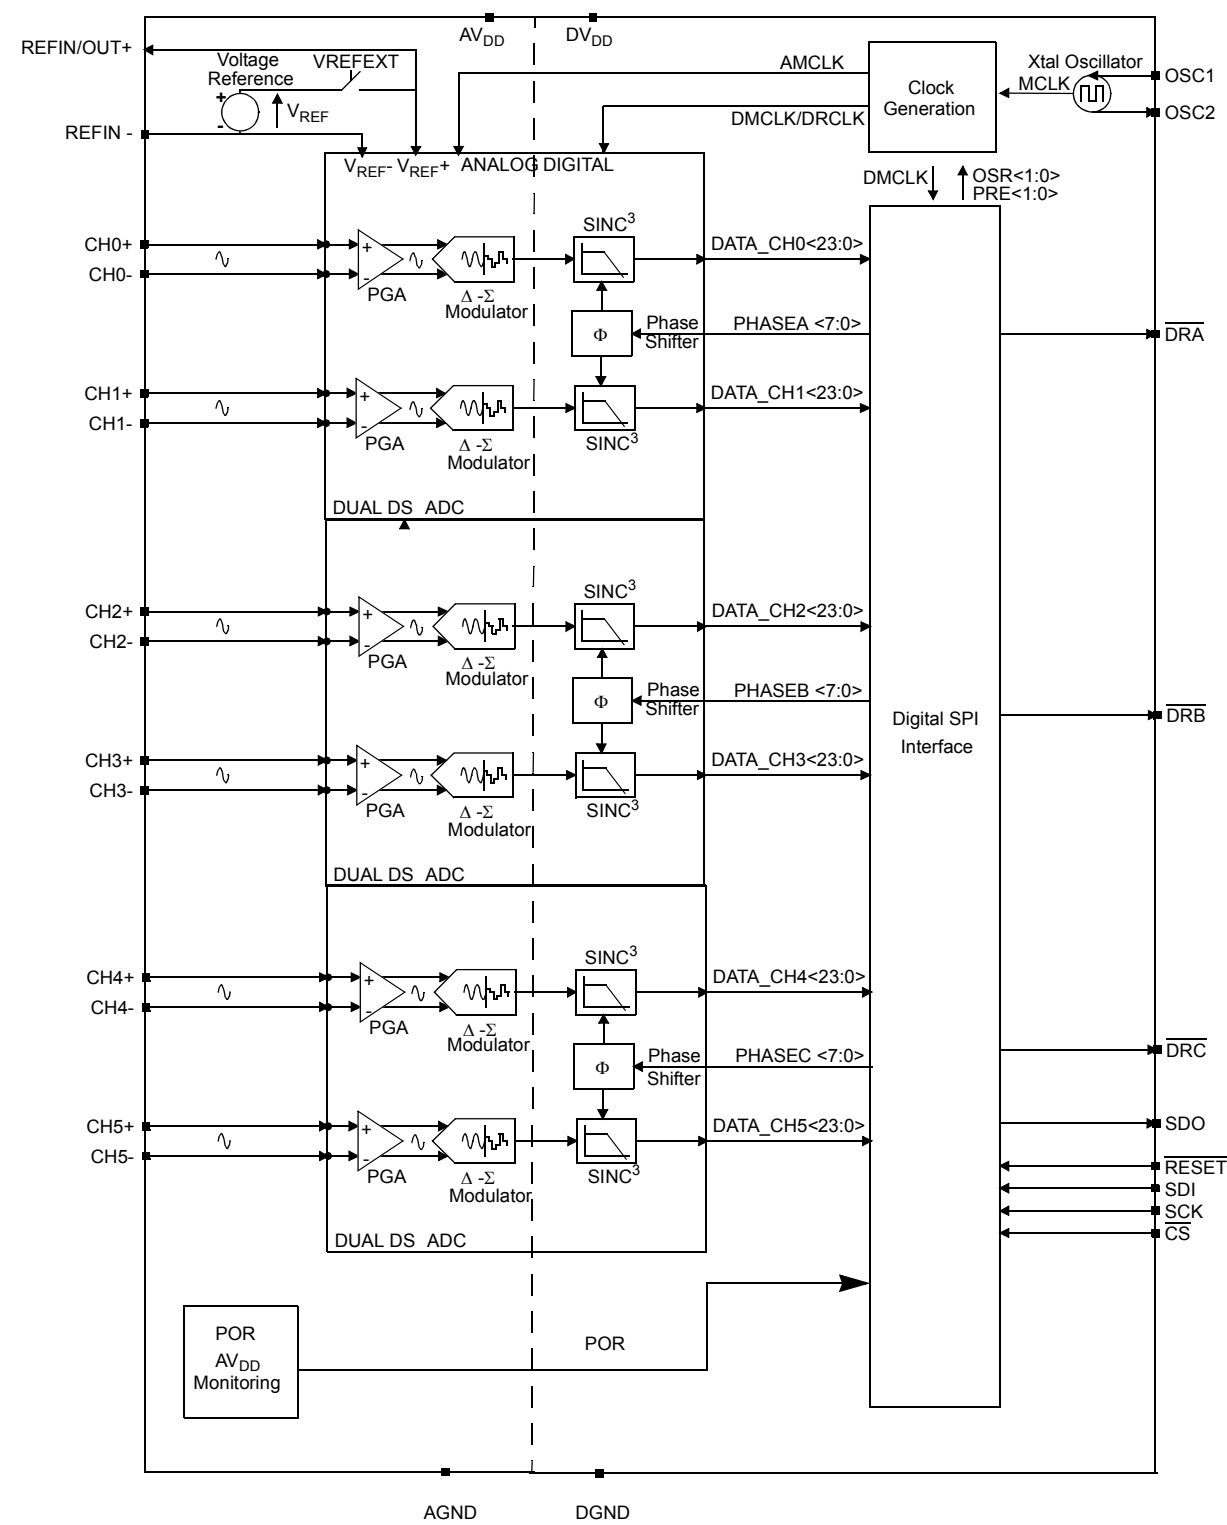 AVDD
DVDD
REFIN/OUT+
Voltage
Reference
VREFEXT
+
-
VREF
REFIN -
AMCLK
DMCLK/DRCLK
Clock
Generation
Xtal Oscillator
MCLK
OSC1
OSC2
VREF- VREF+ ANALOG DIGITAL
DMCLK
OSR<1:0>
PRE<1:0>
CH0+
CH0-
+
-
PGA
Δ -Σ
Modulator
SINC3
DATA_CH0<23:0>
Φ
Phase
Shifter
PHASEA <7:0>
DRA
CH1+
CH1-
+
-
PGA
Δ -Σ
Modulator
SINC3
DATA_CH1<23:0>
DUAL DS ADC
CH2+
CH2-
+
-
PGA
Δ -Σ
Modulator
SINC3
DATA_CH2<23:0>
Φ
Phase
Shifter
PHASEB <7:0>
Digital SPI
Interface
DRB
CH3+
CH3-
+
-
PGA
Δ -Σ
Modulator
SINC3
DATA_CH3<23:0>
DUAL DS ADC
CH4+
CH4-
+
-
PGA
Δ -Σ
Modulator
SINC3
DATA_CH4<23:0>
Φ
Phase
Shifter
PHASEC <7:0>
DRC
CH5+
CH5-
+
-
PGA
Δ -Σ
Modulator
SINC3
DATA_CH5<23:0>
SDO
RESET
SDI
SCK
CS
DUAL DS ADC
POR
AVDD
Monitoring
POR
AGND
DGND